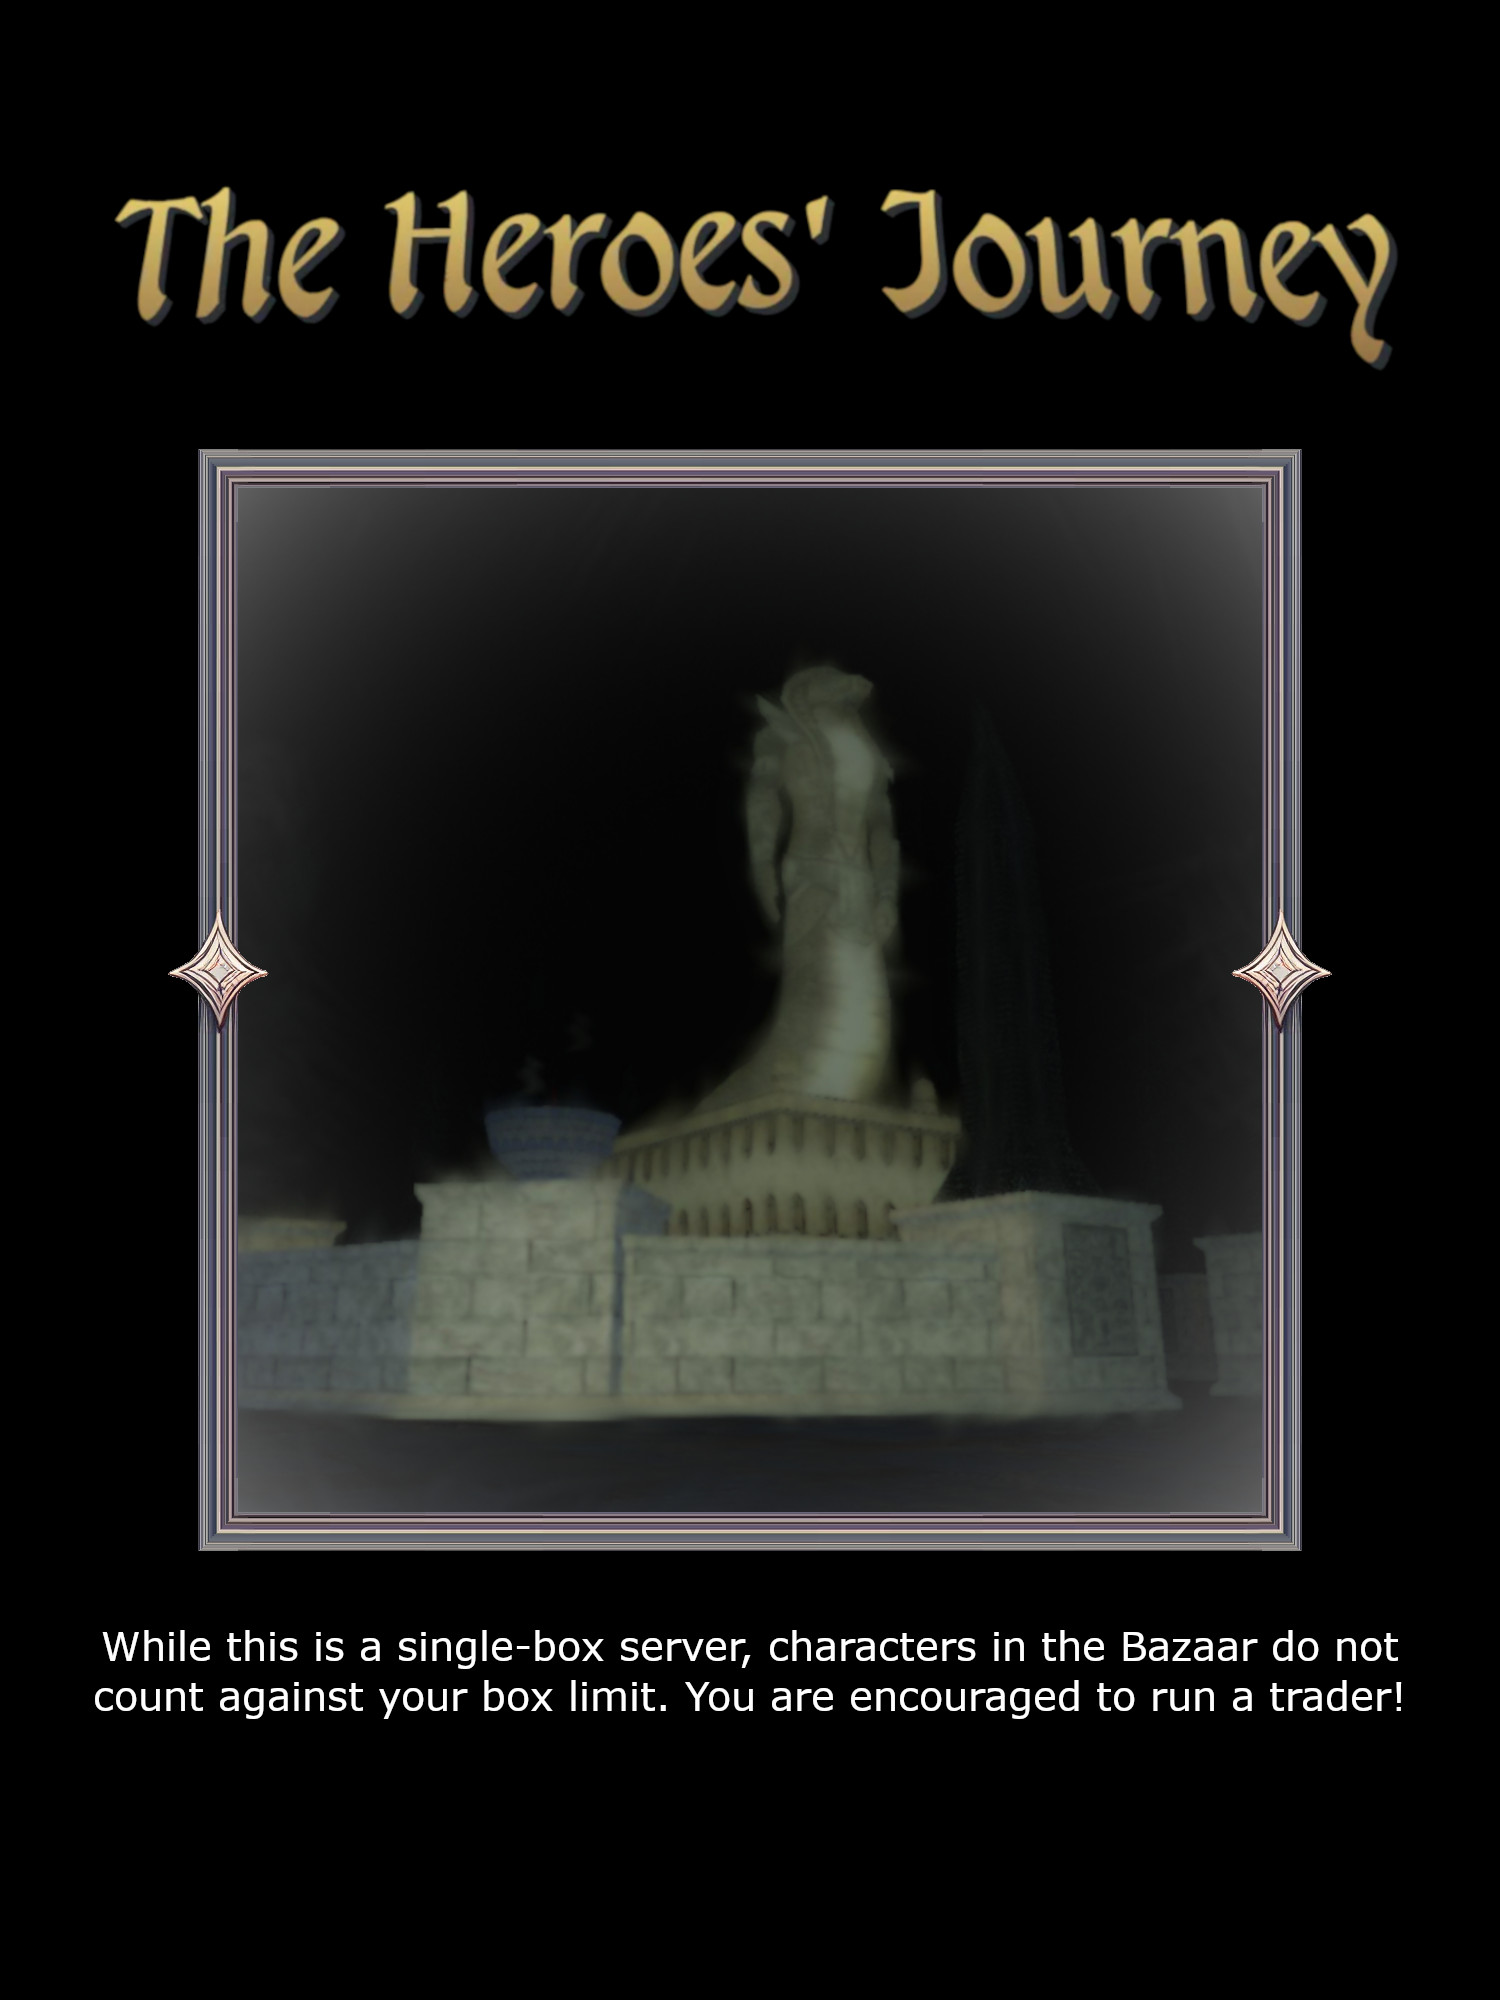 The Heroes' Journey
While this is a single-box server, characters in the Bazaar do not
count against your box limit. You are encouraged to run a trader!